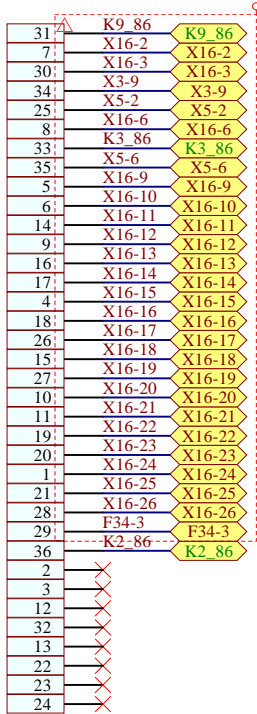 31 K9_86 K9_86
7 X16-2 X16-2
30 X16-3 X16-3
34 X3-9 X3-9
25 X5-2 X5-2
8 X16-6 X16-6
33 K3_86 K3_86
35 X5-6 X5-6
5 X16-9 X16-9
6 X16-10 X16-10
14 X16-11 X16-11
9 X16-12 X16-12
16 X16-13 X16-13
17 X16-14 X16-14
4 X16-15 X16-15
18 X16-16 X16-16
26 X16-17 X16-17
15 X16-18 X16-18
27 X16-19 X16-19
10 X16-20 X16-20
11 X16-21 X16-21
19 X16-22 X16-22
20 X16-23 X16-23
1 X16-24 X16-24
21 X16-25 X16-25
28 X16-26 X16-26
29 F34-3 F34-3
36 K2_86 K2_86
2
3
12
32
13
22
23
24